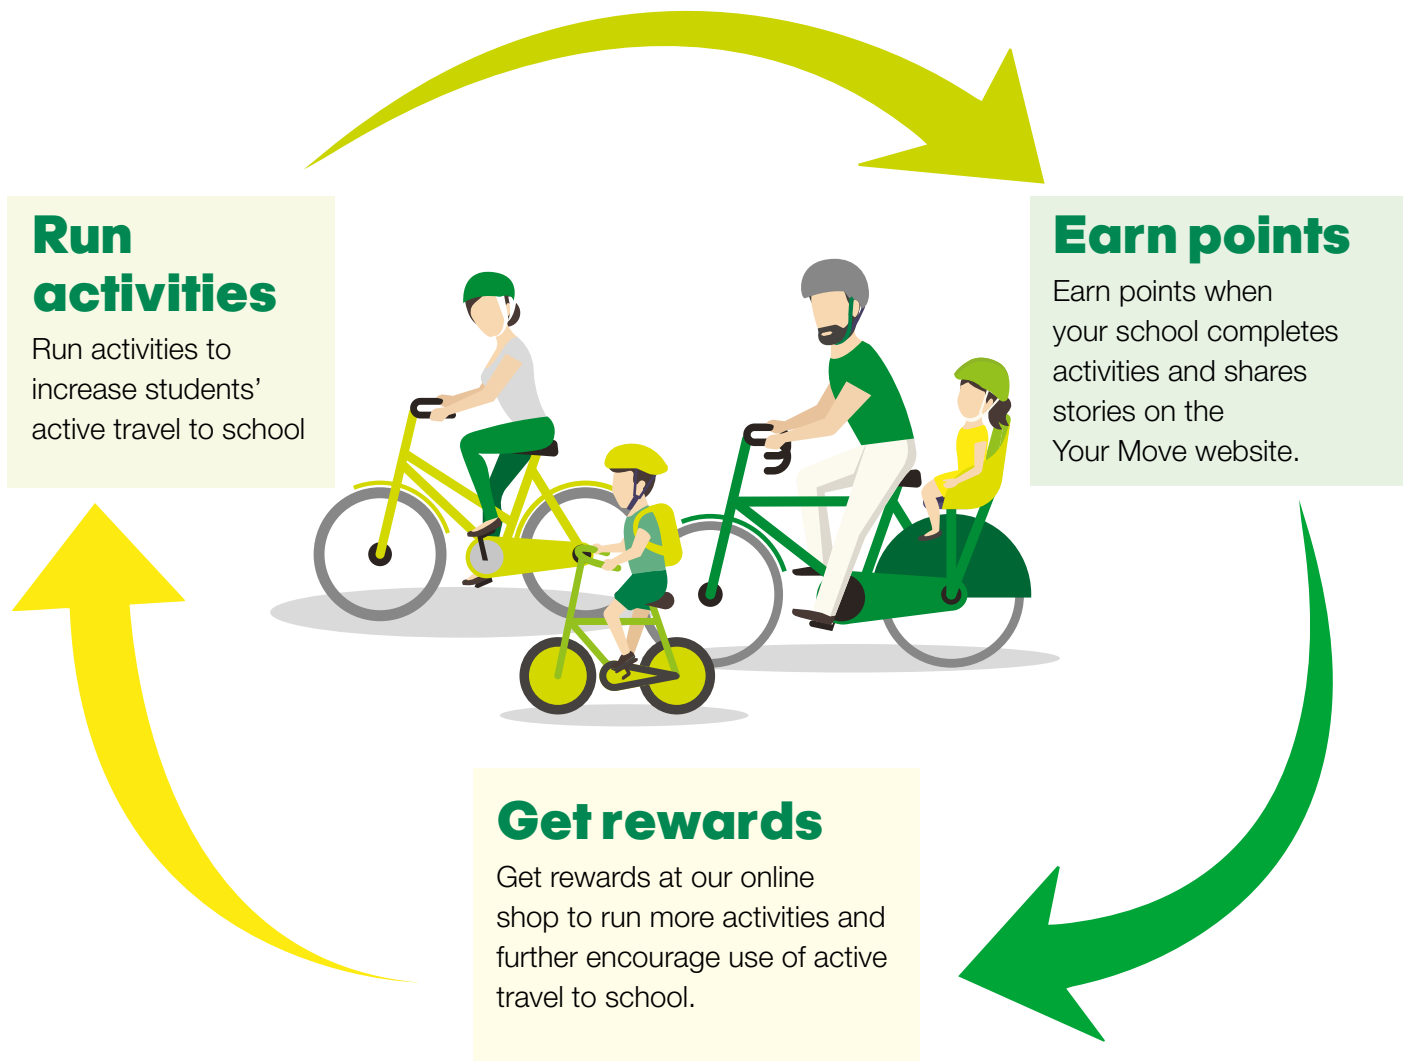 Run
activities
Run activities to
increase students’
active travel to school
Earn points
Earn points when
your school completes
activities and shares
stories on the
Your Move website.
Get rewards
Get rewards at our online
shop to run more activities and
further encourage use of active
travel to school.